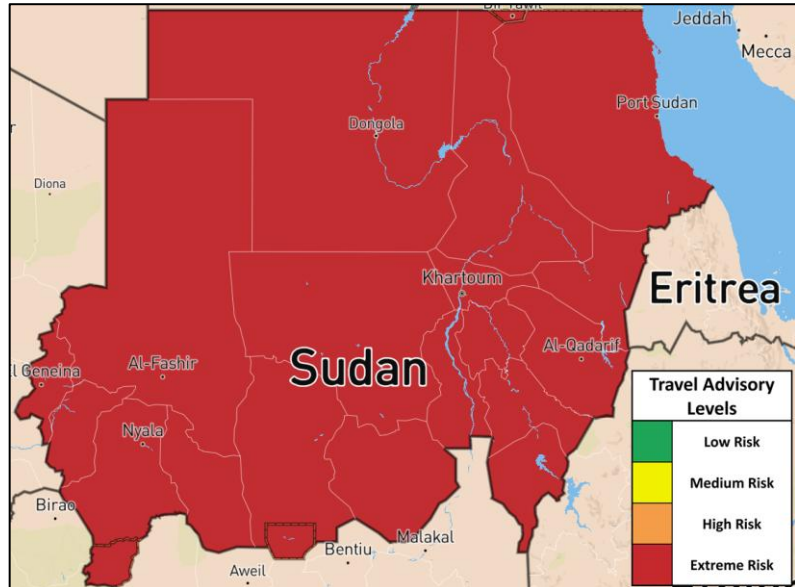 Jeddah
Mecca
Port Sudan
Dongola
Diona
Khartoum
Eritrea
El Geneina
Al-Fashir
Sudan
Al-Qadarif
Nyala
Birao
Malakal
Bentiu
Aweil
Travel Advisory
Levels
Low Risk
Medium Risk
High Risk
Extreme Risk